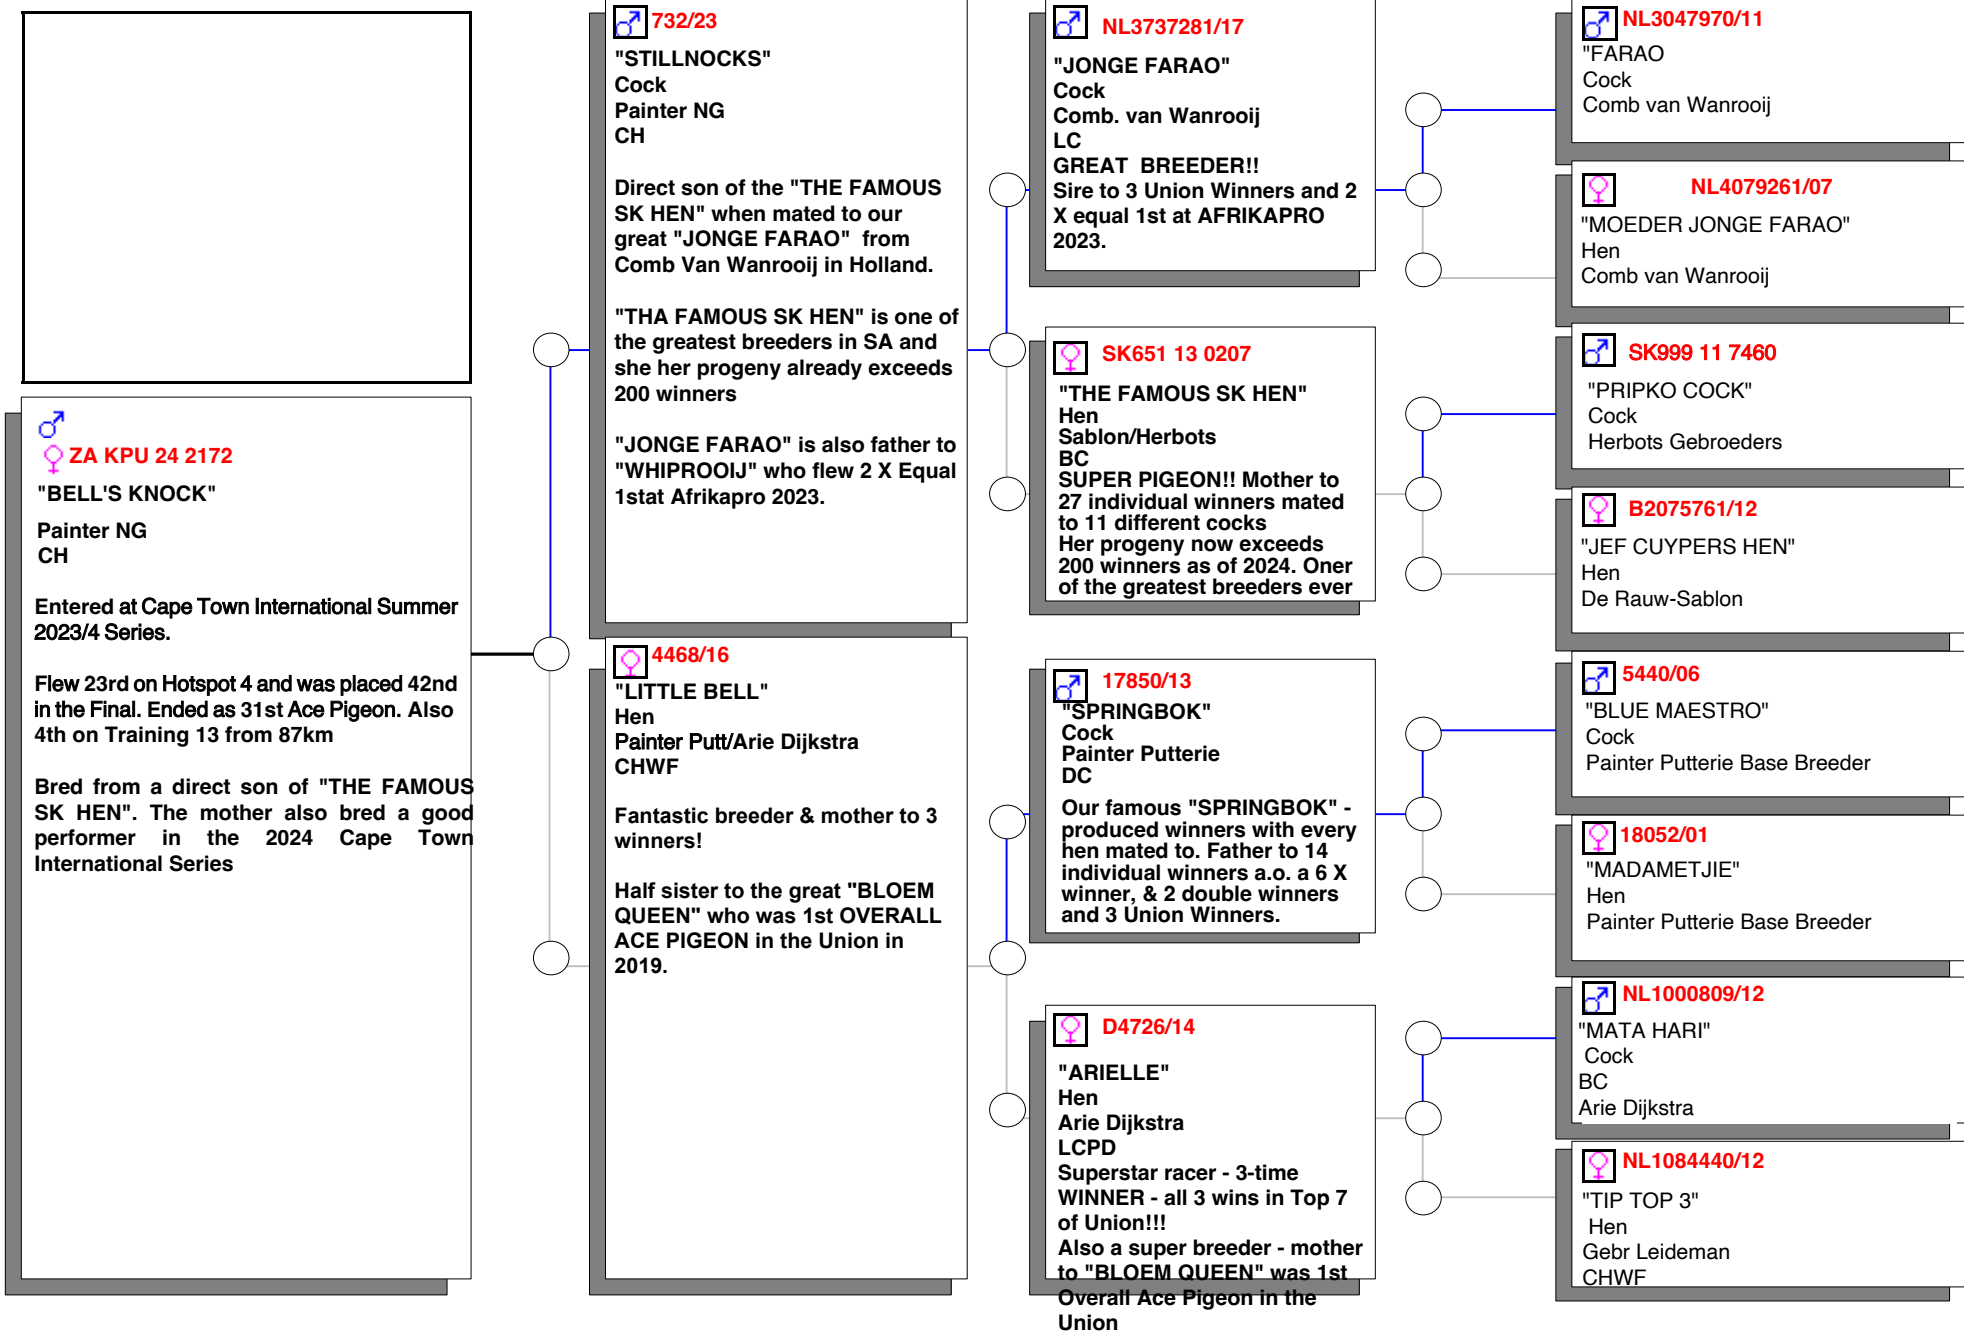 ZA KPU 24 2172
"BELL'S KNOCK"
Painter NG
CH
Entered at Cape Town International Summer
2023/4 Series.
Flew 23rd on Hotspot 4 and was placed 42nd
in the Final. Ended as 31st Ace Pigeon. Also
4th on Training 13 from 87km
Bred from a direct son of "THE FAMOUS
SK HEN". The mother also bred a good
performer in the 2024 Cape Town
International Series
732/23
"STILLNOCKS"
Cock
Painter NG
CH
Direct son of the "THE FAMOUS
SK HEN" when mated to our
great "JONGE FARAO" from
Comb Van Wanrooij in Holland.
"THA FAMOUS SK HEN" is one of
the greatest breeders in SA and
she her progeny already exceeds
200 winners
"JONGE FARAO" is also father to
"WHIPROOIJ" who flew 2 X Equal
1stat Afrikapro 2023.
4468/16
"LITTLE BELL"
Hen
Painter Putt/Arie Dijkstra
CHWF
Fantastic breeder & mother to 3
winners!
Half sister to the great "BLOEM
QUEEN" who was 1st OVERALL
ACE PIGEON in the Union in
2019.
NL3737281/17
"JONGE FARAO"
Cock
Comb. van Wanrooij
LC
GREAT BREEDER!!
Sire to 3 Union Winners and 2
X equal 1st at AFRIKAPRO
2023.
SK651 13 0207
"THE FAMOUS SK HEN"
Hen
Sablon/Herbots
BC
SUPER PIGEON!! Mother to
27 individual winners mated
to 11 different cocks
Her progeny now exceeds
200 winners as of 2024. Oner
of the greatest breeders ever
17850/13
"SPRINGBOK"
Cock
Painter Putterie
DC
Our famous "SPRINGBOK" -
produced winners with every
hen mated to. Father to 14
individual winners a.o. a 6 X
winner, & 2 double winners
and 3 Union Winners.
D4726/14
"ARIELLE"
Hen
Arie Dijkstra
LCPD
Superstar racer - 3-time
WINNER - all 3 wins in Top 7
of Union!!!
Also a super breeder - mother
to "BLOEM QUEEN" was 1st
Overall Ace Pigeon in the
Union
NL3047970/11
"FARAO
Cock
Comb van Wanrooij
NL4079261/07
"MOEDER JONGE FARAO"
Hen
Comb van Wanrooij
SK999 11 7460
"PRIPKO COCK"
Cock
Herbots Gebroeders
B2075761/12
"JEF CUYPERS HEN"
Hen
De Rauw-Sablon
5440/06
"BLUE MAESTRO"
Cock
Painter Putterie Base Breeder
18052/01
"MADAMETJIE"
Hen
Painter Putterie Base Breeder
NL1000809/12
"MATA HARI"
Cock
BC
Arie Dijkstra
NL1084440/12
"TIP TOP 3"
Hen
Gebr Leideman
CHWF